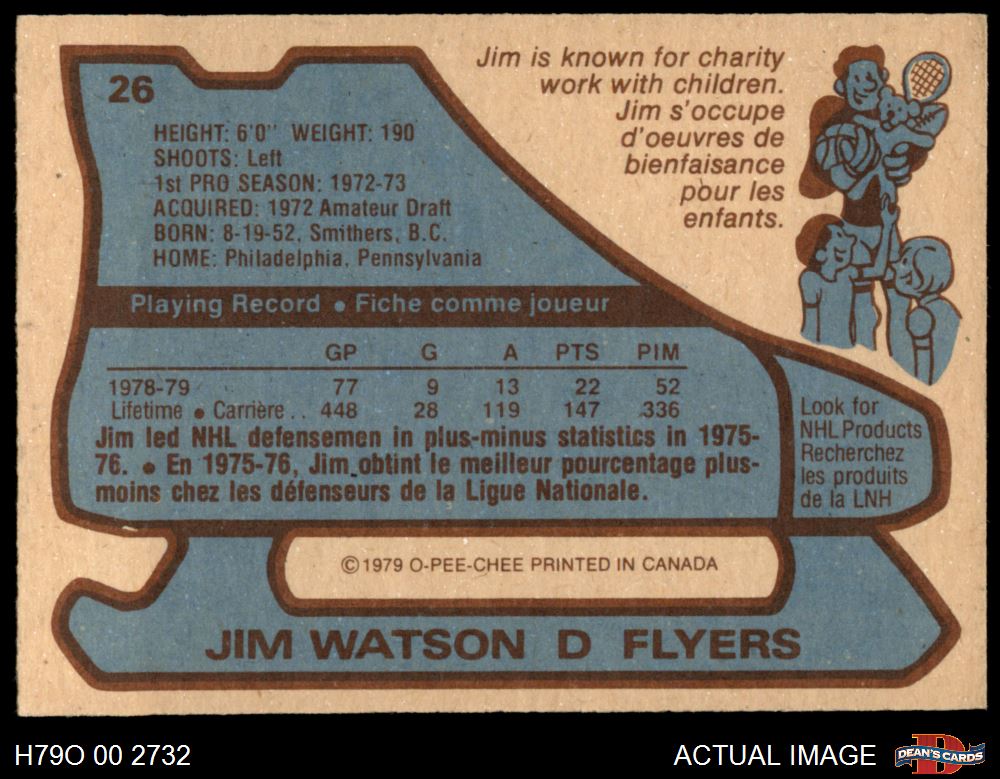 26
Jim is known for charity
work with children.
Jim s'occupe
d'oeuvres de
bienfaisance
pour les
enfants.
HEIGHT: 6'0" WEIGHT: 190
SHOOTS: Left
1st PRO SEASON: 1972-73
ACQUIRED: 1972 Amateur Draft
BORN: 8-19-52, Smithers, B.C.
HOME: Philadelphia, Pennsylvania
Playing Record • Fiche comme joueur
GP G A PTS PIM
1978-79 77 9 13 22 52
Lifetime • Carrière . . 448 28 119 147 336
Jim led NHL defensemen in plus-minus statistics in 1975-
76. • En 1975-76, Jim obtint le meilleur pourcentage plus-
moins chez les défenseurs de la Ligue Nationale.
Look for
NHL Products
Recherchez
les produits
de la LNH
©1979 O-PEE-CHEE PRINTED IN CANADA
JIM WATSON D FLYERS
H79O 00 2732
ACTUAL IMAGE
DEAN'S CARDS